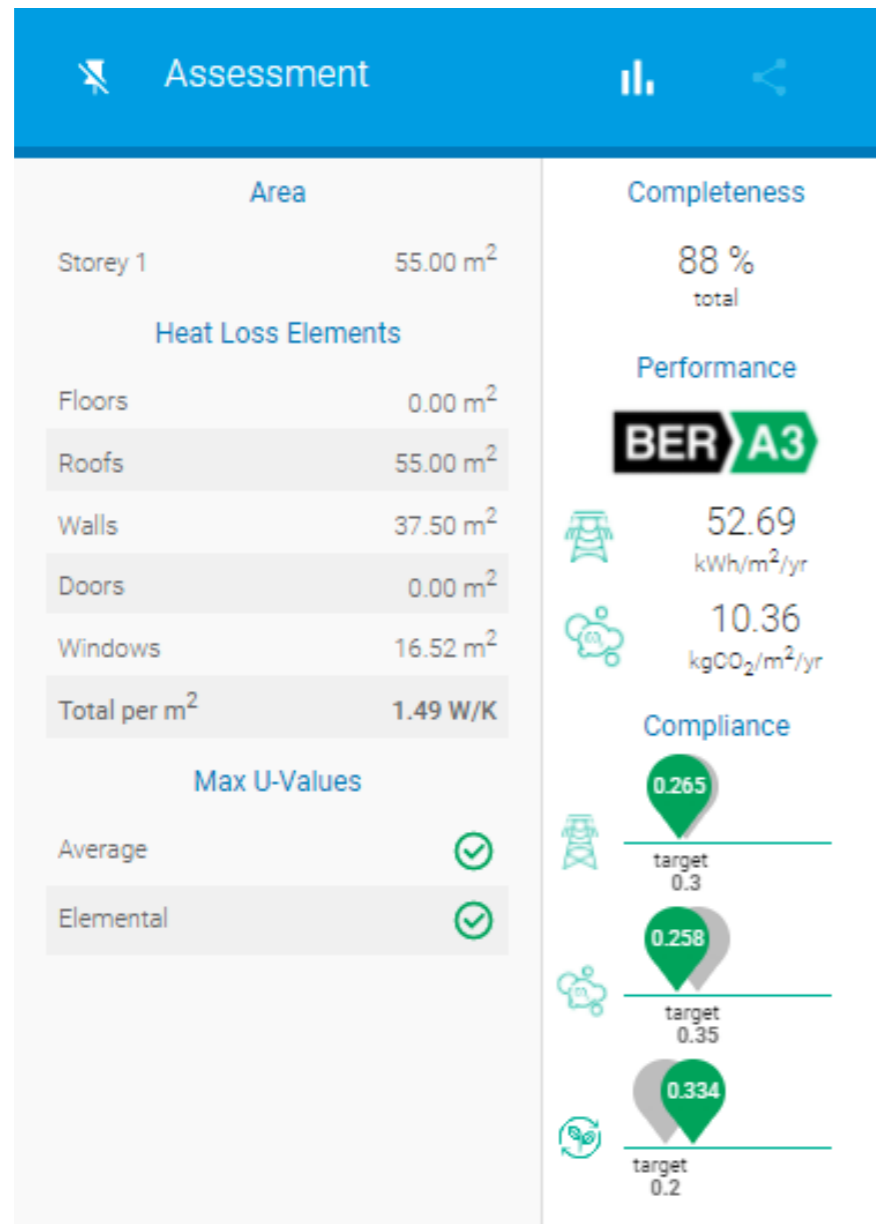 Assessment
Area
Storey 1 55.00 m²
Heat Loss Elements
Floors 0.00 m²
Roofs 55.00 m²
Walls 37.50 m²
Doors 0.00 m²
Windows 16.52 m²
Total per m² 1.49 W/K
Max U-Values
Average
Elemental
Completeness
88 %
total
Performance
BER A3
52.69
kWh/m²/yr
10.36
kgCO₂/m²/yr
Compliance
0.265
target
0.3
0.258
target
0.35
0.334
target
0.2